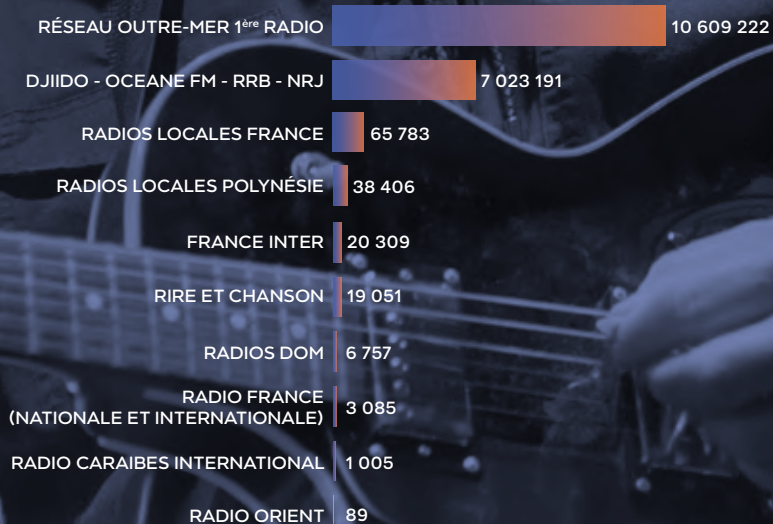 RÉSEAU OUTRE-MER 1ère RADIO 10 609 222
DJIIDO - OCEANE FM - RRB - NRJ 7 023 191
RADIOS LOCALES FRANCE 65 783
RADIOS LOCALES POLYNÉSIE 38 406
FRANCE INTER 20 309
RIRE ET CHANSON 19 051
RADIOS DOM 6 757
RADIO FRANCE
(NATIONALE ET INTERNATIONALE) 3 085
RADIO CARAIBES INTERNATIONAL 1 005
RADIO ORIENT 89